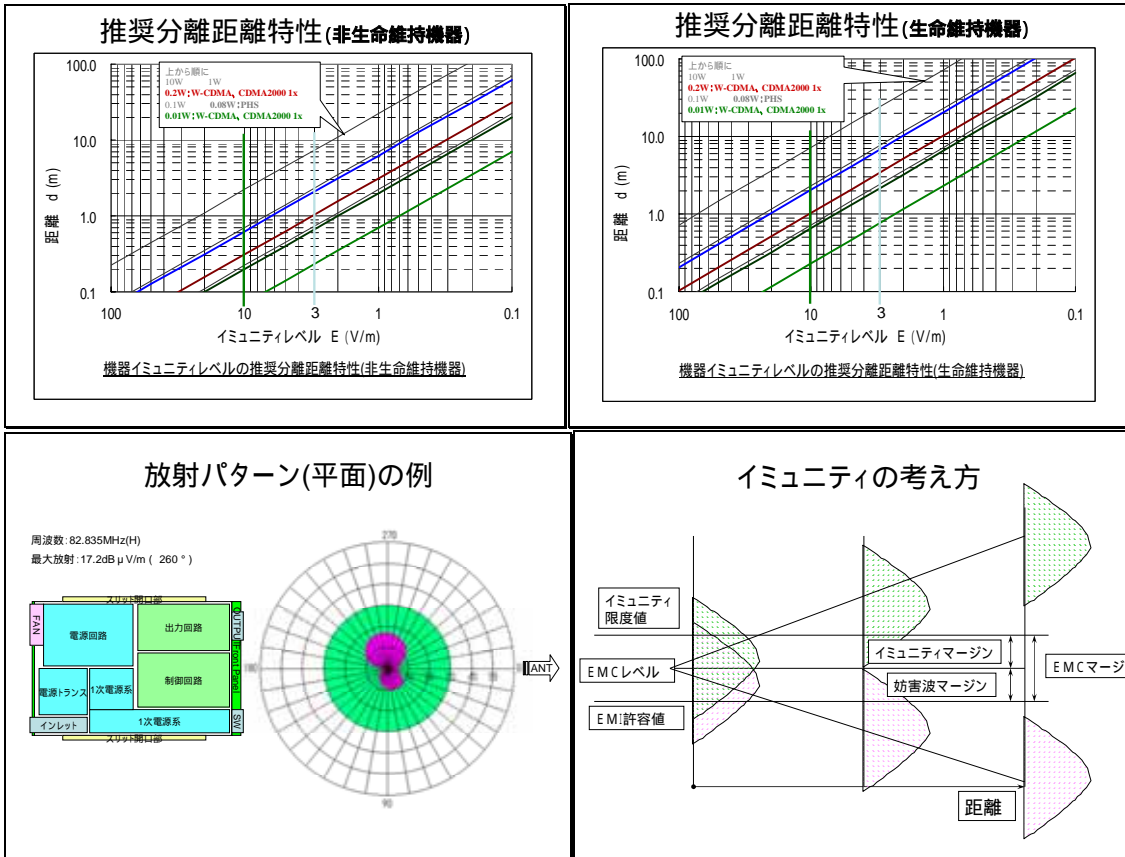 推奨分離距離特性(非生命維持機器)
100.0
10.0
1.0
0.1
距離 d (m)
上から順に
10W 1W
0.2W;W-CDMA、CDMA2000 1x
0.1W 0.08W;PHS
0.01W;W-CDMA、CDMA2000 1x
100 10 3 1 0.1
イミュニティレベル E (V/m)
機器イミュニティレベルの推奨分離距離特性(非生命維持機器)
推奨分離距離特性(生命維持機器)
100.0
10.0
1.0
0.1
距離 d (m)
上から順に
10W 1W
0.2W;W-CDMA、CDMA2000 1x
0.1W 0.08W;PHS
0.01W;W-CDMA、CDMA2000 1x
100 10 3 1 0.1
イミュニティレベル E (V/m)
機器イミュニティレベルの推奨分離距離特性(生命維持機器)
放射パターン(平面)の例
周波数:82.835MHz(H)
最大放射:17.2dBμV/m ( 260°)
スリット開口部
FAN
電源回路
出力回路
OUTPU
Front Pane
電源トランス
1次電源系
制御回路
インレット
1次電源系
SW
スリット開口部
270
90
ANT
イミュニティの考え方
イミュニティ
限度値
イミュニティマージン
EMCレベル
EMCマージ
妨害波マージン
EMI許容値
距離